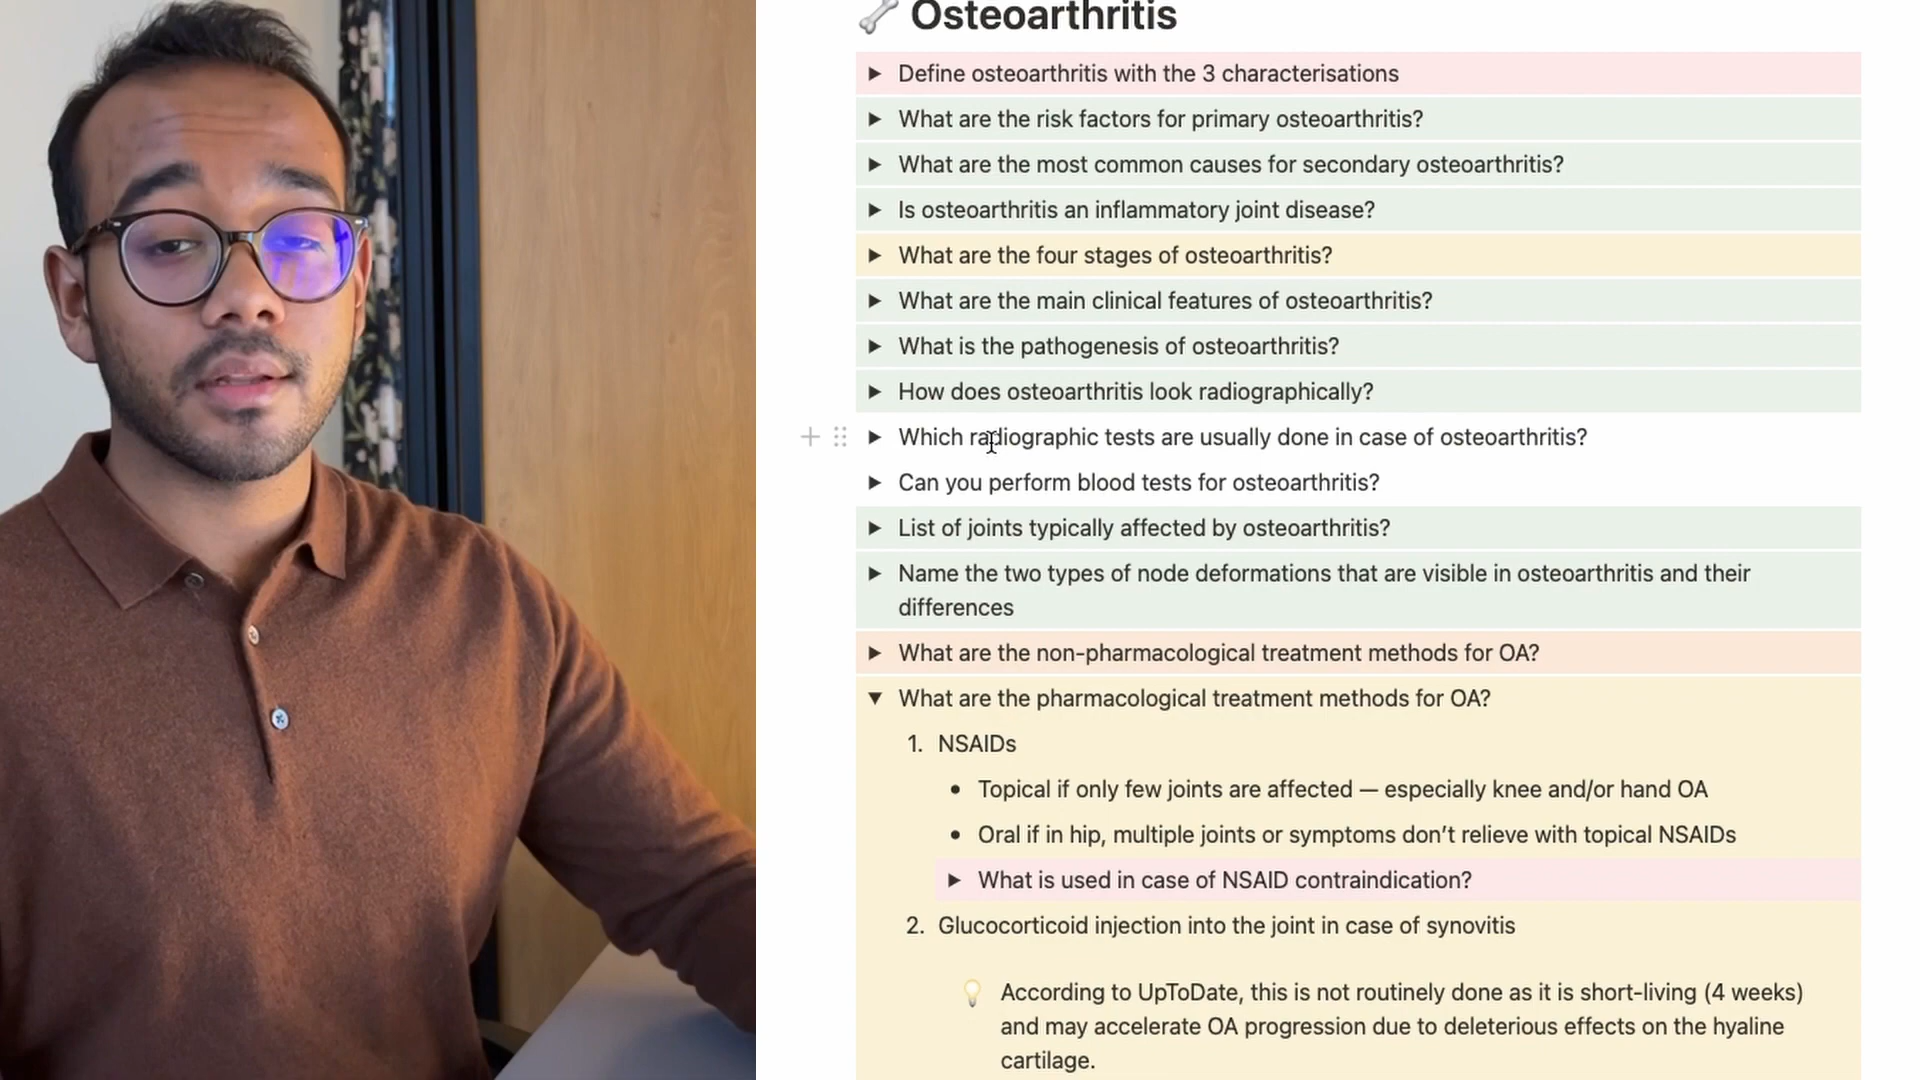 Osteoarthritis
Define osteoarthritis with the 3 characterisations
What are the risk factors for primary osteoarthritis?
What are the most common causes for secondary osteoarthritis?
Is osteoarthritis an inflammatory joint disease?
What are the four stages of osteoarthritis?
What are the main clinical features of osteoarthritis?
What is the pathogenesis of osteoarthritis?
How does osteoarthritis look radiographically?
Which radiographic tests are usually done in case of osteoarthritis?
Can you perform blood tests for osteoarthritis?
List of joints typically affected by osteoarthritis?
Name the two types of node deformations that are visible in osteoarthritis and their
differences
What are the non-pharmacological treatment methods for OA?
What are the pharmacological treatment methods for OA?
1. NSAIDs
• Topical if only few joints are affected — especially knee and/or hand OA
• Oral if in hip, multiple joints or symptoms don’t relieve with topical NSAIDs
What is used in case of NSAID contraindication?
2. Glucocorticoid injection into the joint in case of synovitis
According to UpToDate, this is not routinely done as it is short-living (4 weeks)
and may accelerate OA progression due to deleterious effects on the hyaline
cartilage.